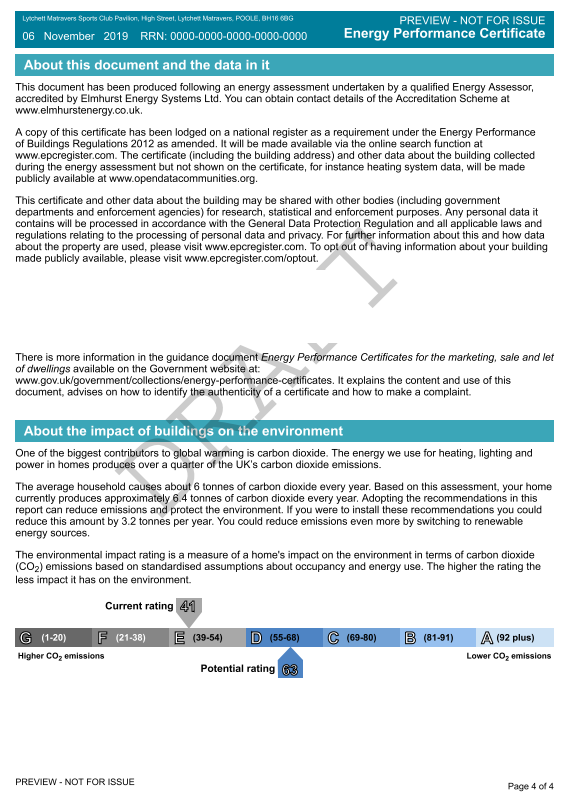 Lytchett Matravers Sports Club Pavilion, High Street, Lytchett Matravers, POOLE, BH16 6BG
PREVIEW - NOT FOR ISSUE
06 November 2019 RRN: 0000-0000-0000-0000-0000
Energy Performance Certificate
About this document and the data in it
This document has been produced following an energy assessment undertaken by a qualified Energy Assessor,
accredited by Elmhurst Energy Systems Ltd. You can obtain contact details of the Accreditation Scheme at
www.elmhurstenergy.co.uk.
A copy of this certificate has been lodged on a national register as a requirement under the Energy Performance
of Buildings Regulations 2012 as amended. It will be made available via the online search function at
www.epcregister.com. The certificate (including the building address) and other data about the building collected
during the energy assessment but not shown on the certificate, for instance heating system data, will be made
publicly available at www.opendatacommunities.org.
This certificate and other data about the building may be shared with other bodies (including government
departments and enforcement agencies) for research, statistical and enforcement purposes. Any personal data it
contains will be processed in accordance with the General Data Protection Regulation and all applicable laws and
regulations relating to the processing of personal data and privacy. For further information about this and how data
about the property are used, please visit www.epcregister.com. To opt out of having information about your building
made publicly available, please visit www.epcregister.com/optout.
DRAFT
There is more information in the guidance document Energy Performance Certificates for the marketing, sale and let
of dwellings available on the Government website at:
www.gov.uk/government/collections/energy-performance-certificates. It explains the content and use of this
document, advises on how to identify the authenticity of a certificate and how to make a complaint.
About the impact of buildings on the environment
One of the biggest contributors to global warming is carbon dioxide. The energy we use for heating, lighting and
power in homes produces over a quarter of the UK's carbon dioxide emissions.
The average household causes about 6 tonnes of carbon dioxide every year. Based on this assessment, your home
currently produces approximately 6.4 tonnes of carbon dioxide every year. Adopting the recommendations in this
report can reduce emissions and protect the environment. If you were to install these recommendations you could
reduce this amount by 3.2 tonnes per year. You could reduce emissions even more by switching to renewable
energy sources.
The environmental impact rating is a measure of a home's impact on the environment in terms of carbon dioxide
(CO2) emissions based on standardised assumptions about occupancy and energy use. The higher the rating the
less impact it has on the environment.
Current rating 41
G (1-20) F (21-38) E (39-54) D (55-68) C (69-80) B (81-91) A (92 plus)
Higher CO2 emissions Lower CO2 emissions
Potential rating 63
PREVIEW - NOT FOR ISSUE
Page 4 of 4